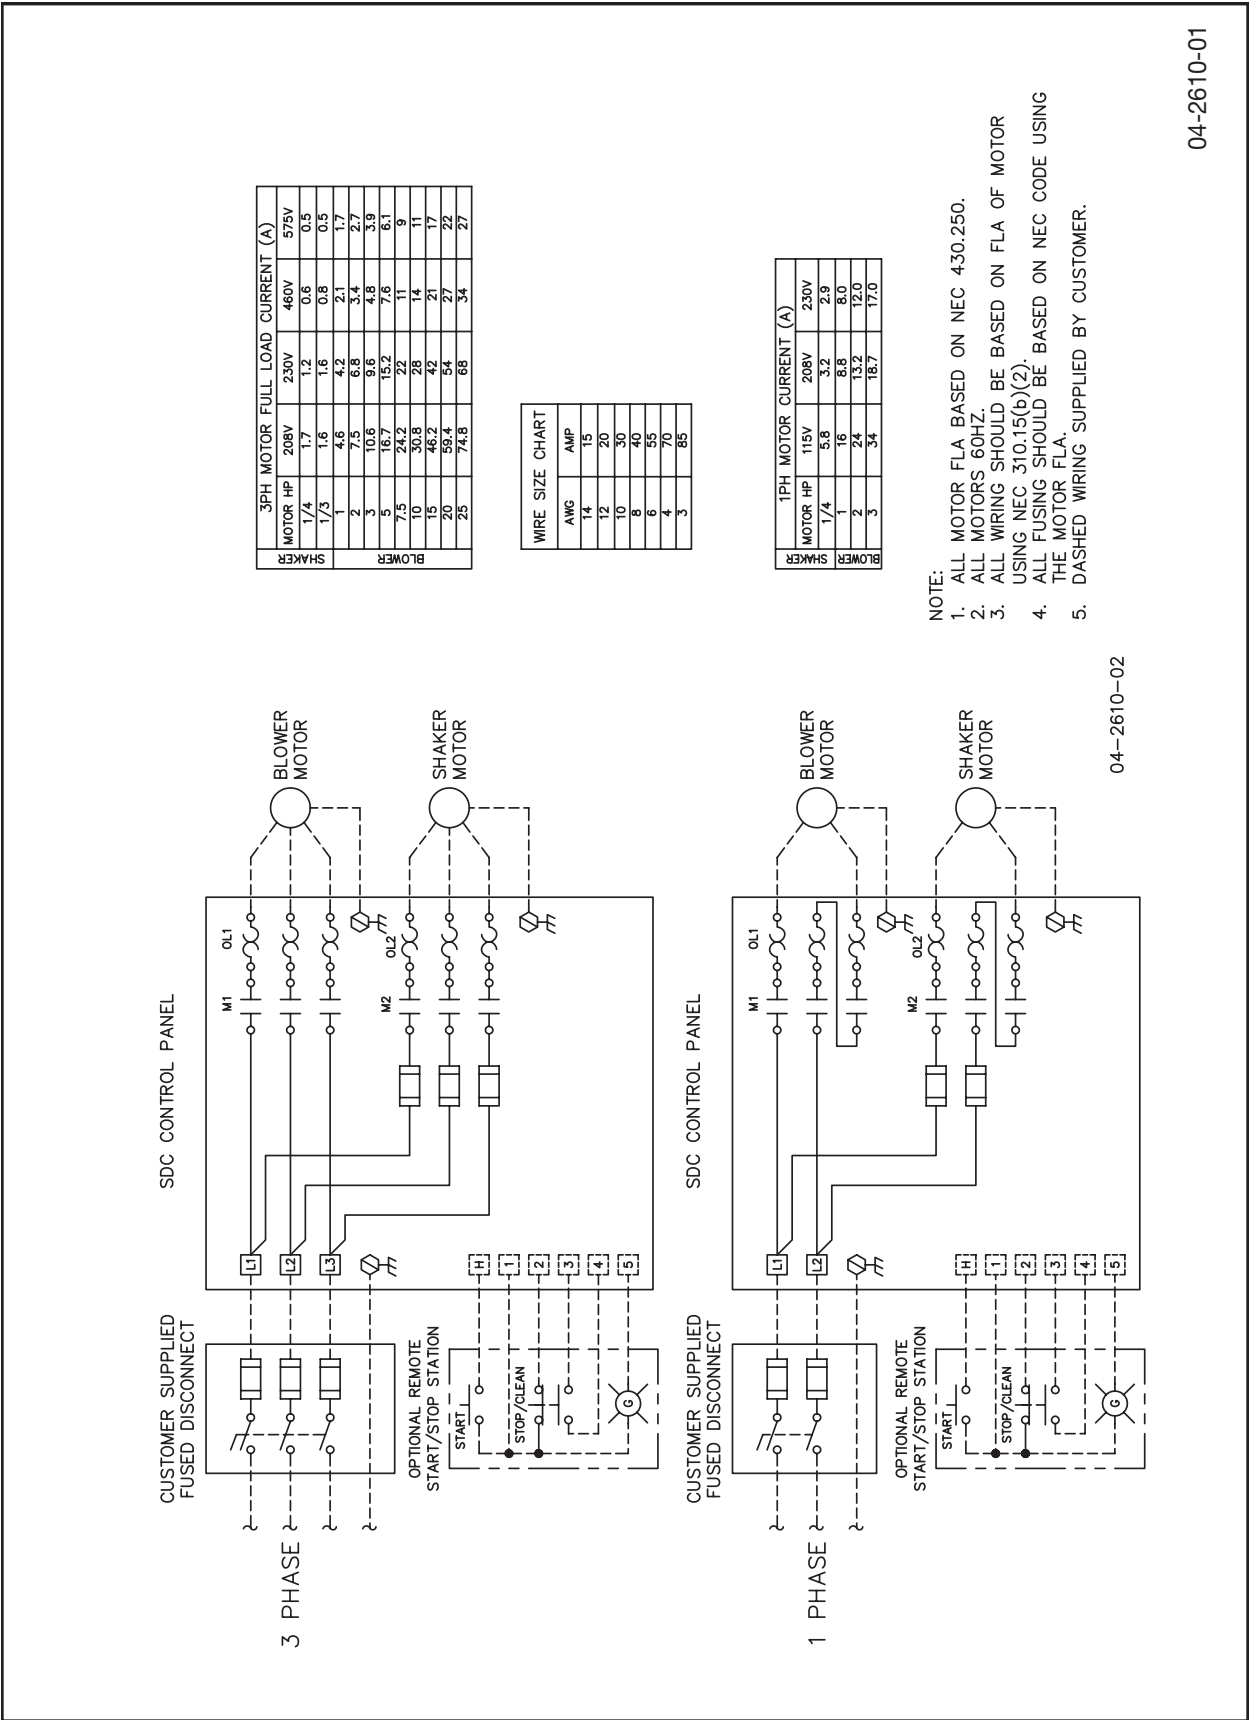 3 PHASE
CUSTOMER SUPPLIED
FUSED DISCONNECT
OPTIONAL REMOTE
START/STOP STATION
START
STOP/CLEAN
G
SDC CONTROL PANEL
L1
L2
L3
H
1
2
3
4
5
M1
OL1
M2
OL2
BLOWER
MOTOR
SHAKER
MOTOR
3PH MOTOR FULL LOAD CURRENT (A)
MOTOR HP 208V 230V 460V 575V
SHAKER
1/4 1.7 1.2 0.6 0.5
1/3 1.6 1.6 0.8 0.5
BLOWER
1 4.6 4.2 2.1 1.7
2 7.5 6.8 3.4 2.7
3 10.6 9.6 4.8 3.9
5 16.7 15.2 7.6 6.1
7.5 24.2 22 11 9
10 30.8 28 14 11
15 46.2 42 21 17
20 59.4 54 27 22
25 74.8 68 34 27
WIRE SIZE CHART
AWG AMP
14 15
12 20
10 30
8 40
6 55
4 70
3 85
1 PHASE
CUSTOMER SUPPLIED
FUSED DISCONNECT
OPTIONAL REMOTE
START/STOP STATION
START
STOP/CLEAN
G
SDC CONTROL PANEL
L1
L2
H
1
2
3
4
5
M1
OL1
M2
OL2
BLOWER
MOTOR
SHAKER
MOTOR
1PH MOTOR CURRENT (A)
MOTOR HP 115V 208V 230V
SHAKER
1/4 5.8 3.2 2.9
BLOWER
1 16 8.8 8.0
2 24 13.2 12.0
3 34 18.7 17.0
NOTE:
1. ALL MOTOR FLA BASED ON NEC 430.250.
2. ALL MOTORS 60HZ.
3. ALL WIRING SHOULD BE BASED ON FLA OF MOTOR
USING NEC 310.15(b)(2).
4. ALL FUSING SHOULD BE BASED ON NEC CODE USING
THE MOTOR FLA.
5. DASHED WIRING SUPPLIED BY CUSTOMER.
04-2610-02
04-2610-01